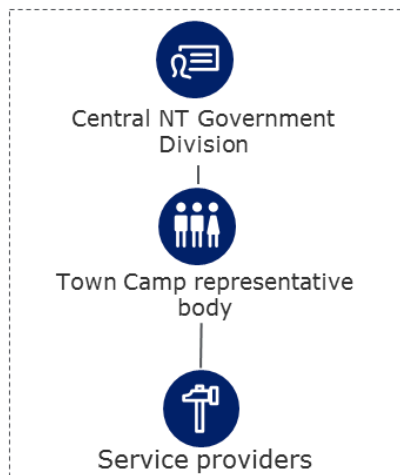 Central NT Government
Division
Town Camp representative
body
Service providers